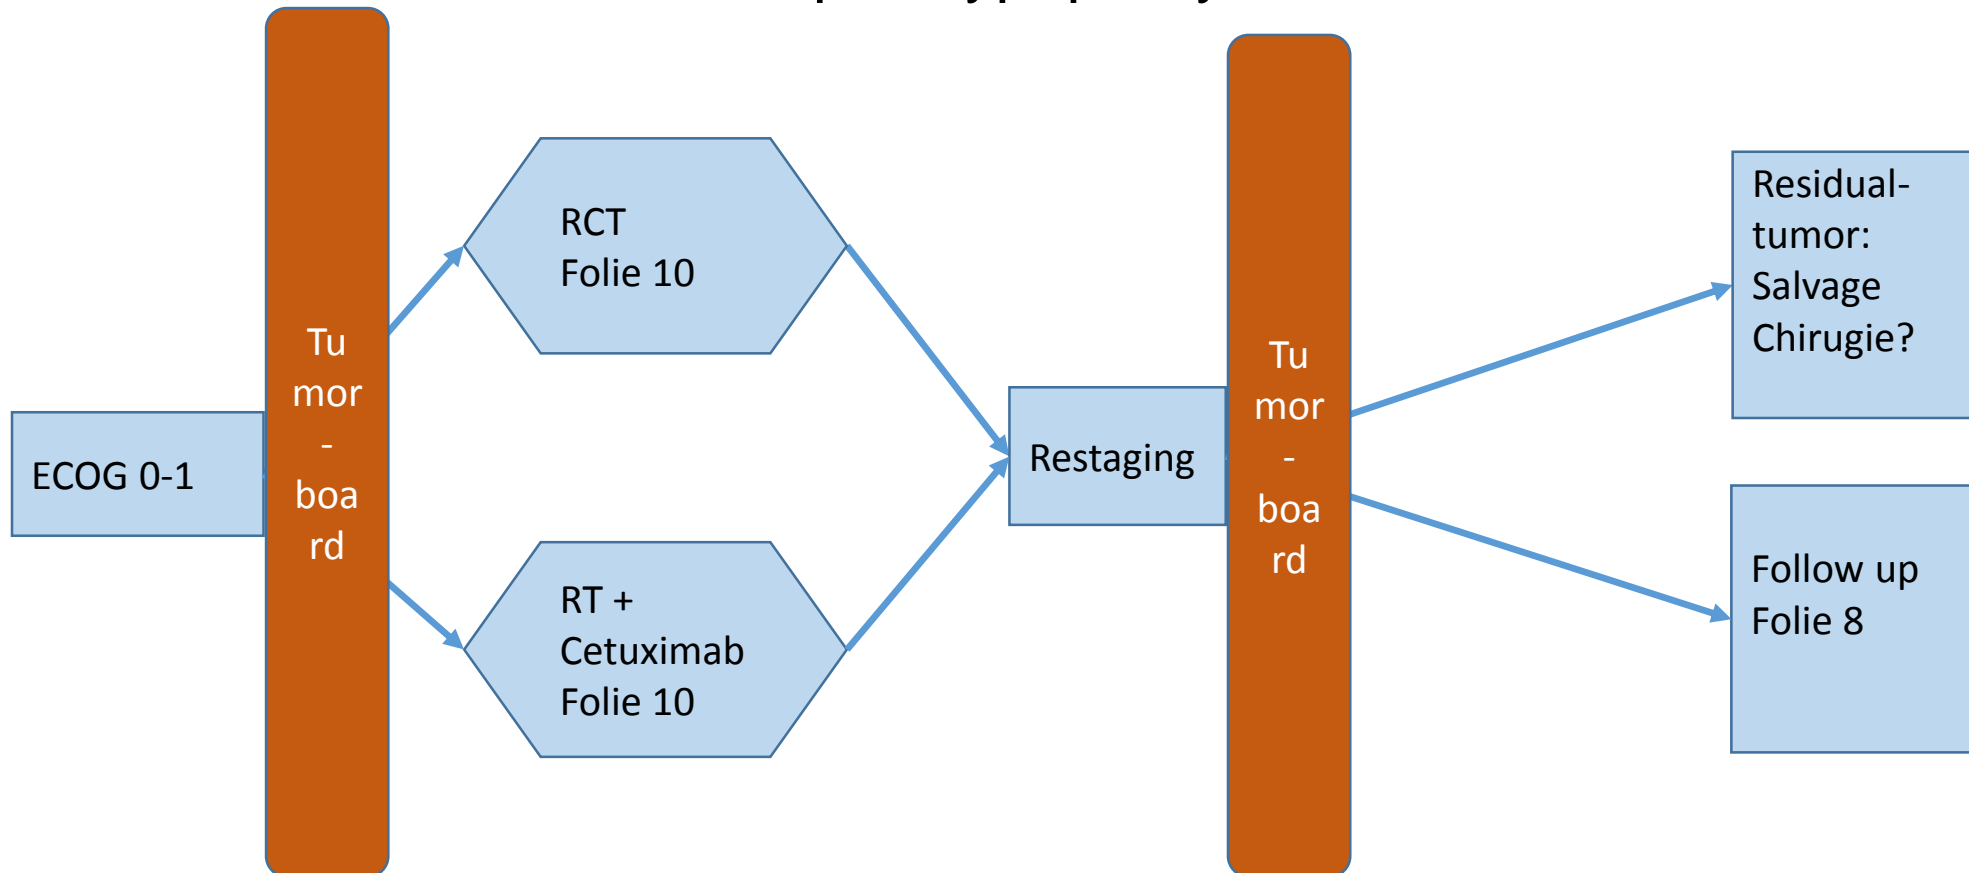 ECOG 0-1
Tu
mor
-
boa
rd
RCT
Folie 10
RT +
Cetuximab
Folie 10
Restaging
Tu
mor
-
boa
rd
Residual-
tumor:
Salvage
Chirugie?
Follow up
Folie 8